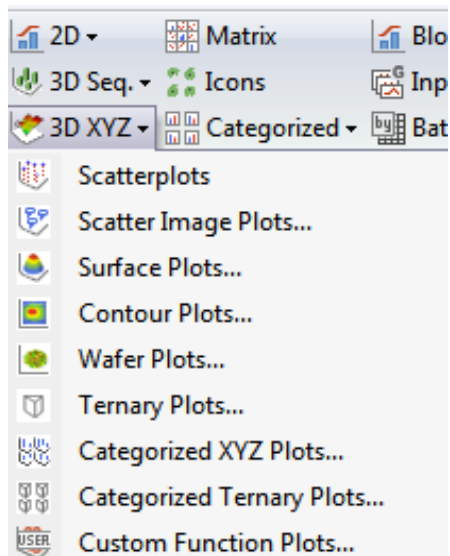 2D Matrix Blo
3D Seq. Icons Inp
3D XYZ Categorized Bat
Scatterplots
Scatter Image Plots...
Surface Plots...
Contour Plots...
Wafer Plots...
Ternary Plots...
Categorized XYZ Plots...
Categorized Ternary Plots...
USER Custom Function Plots...